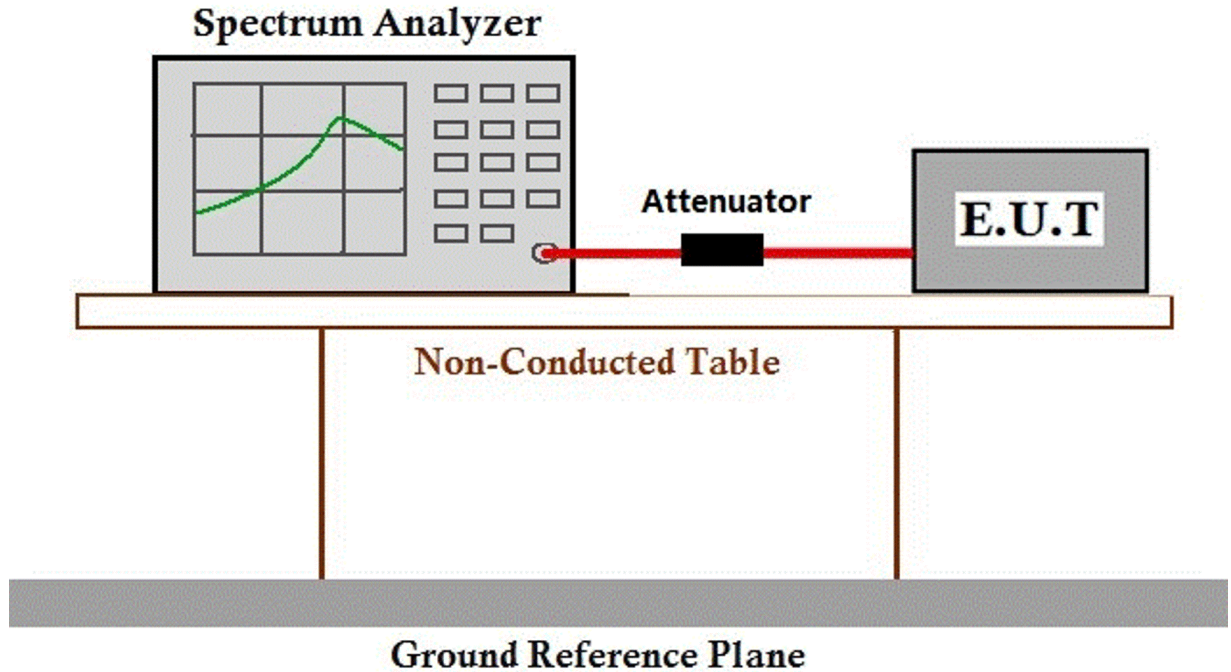 Spectrum Analyzer
Attenuator
E.U.T
Non-Conducted Table
Ground Reference Plane